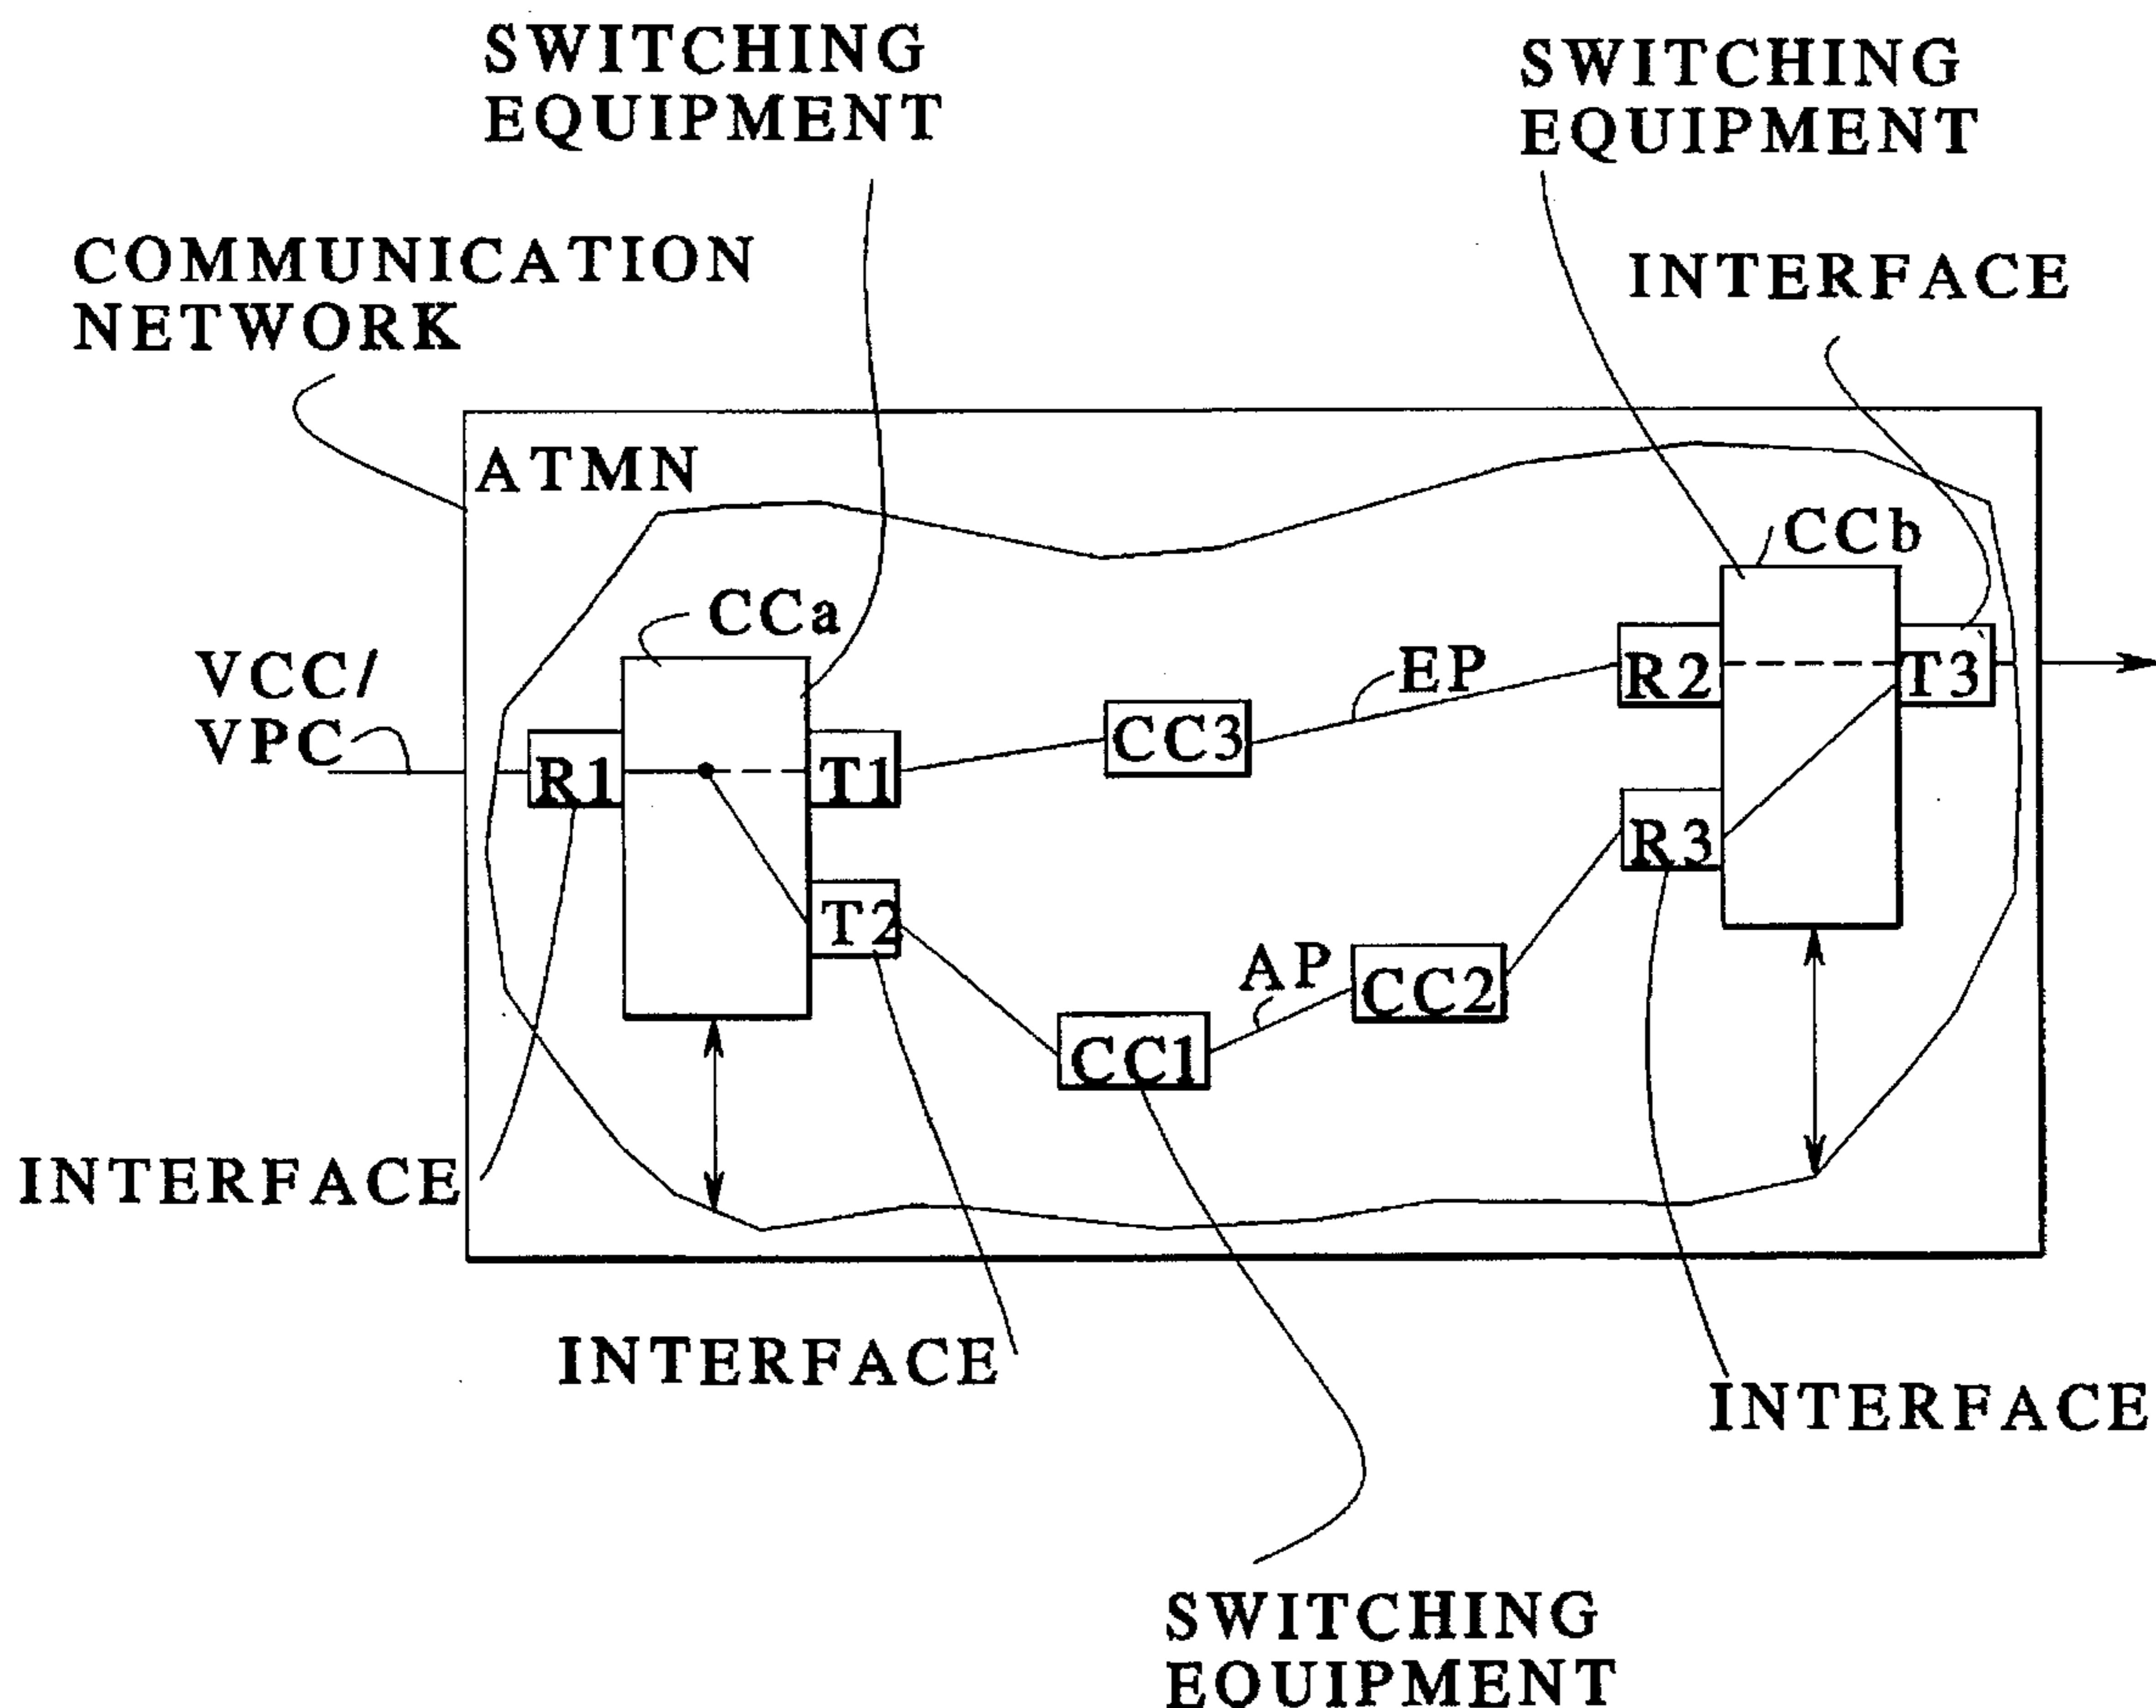 SWITCHING
EQUIPMENT
SWITCHING
EQUIPMENT
COMMUNICATION
NETWORK
INTERFACE
ATMN
CCb
CCa
VCC/
VPC
EP
R2
T3
R1
T1
CC3
R3
T2
AP
CC2
CC1
INTERFACE
INTERFACE
INTERFACE
SWITCHING
EQUIPMENT